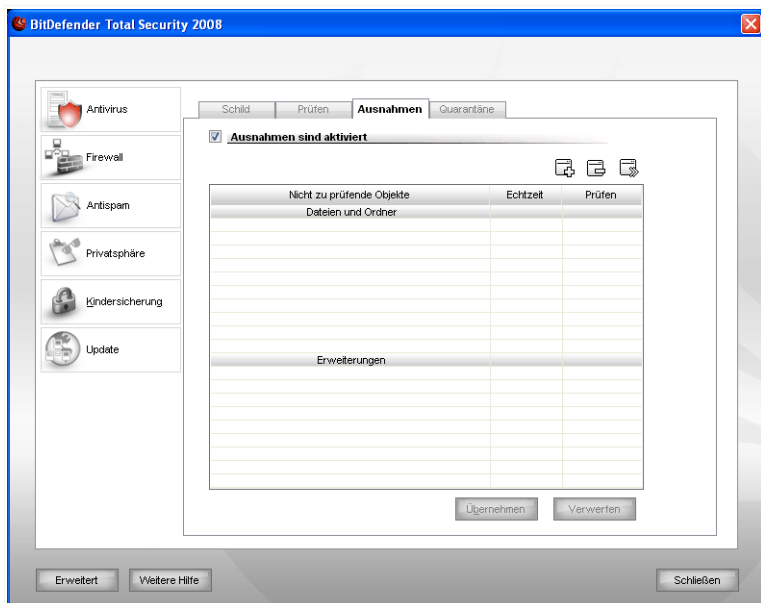 BitDefender Total Security 2008
Antivirus
Firewall
Antispam
Privatsphäre
Kindersicherung
Update
Schild
Prüfen
Ausnahmen
Quarantäne
Ausnahmen sind aktiviert
Nicht zu prüfende Objekte
Echtzeit
Prüfen
Dateien und Ordner
Erweiterungen
Übernehmen
Verwerfen
Erweitert
Weitere Hilfe
Schließen